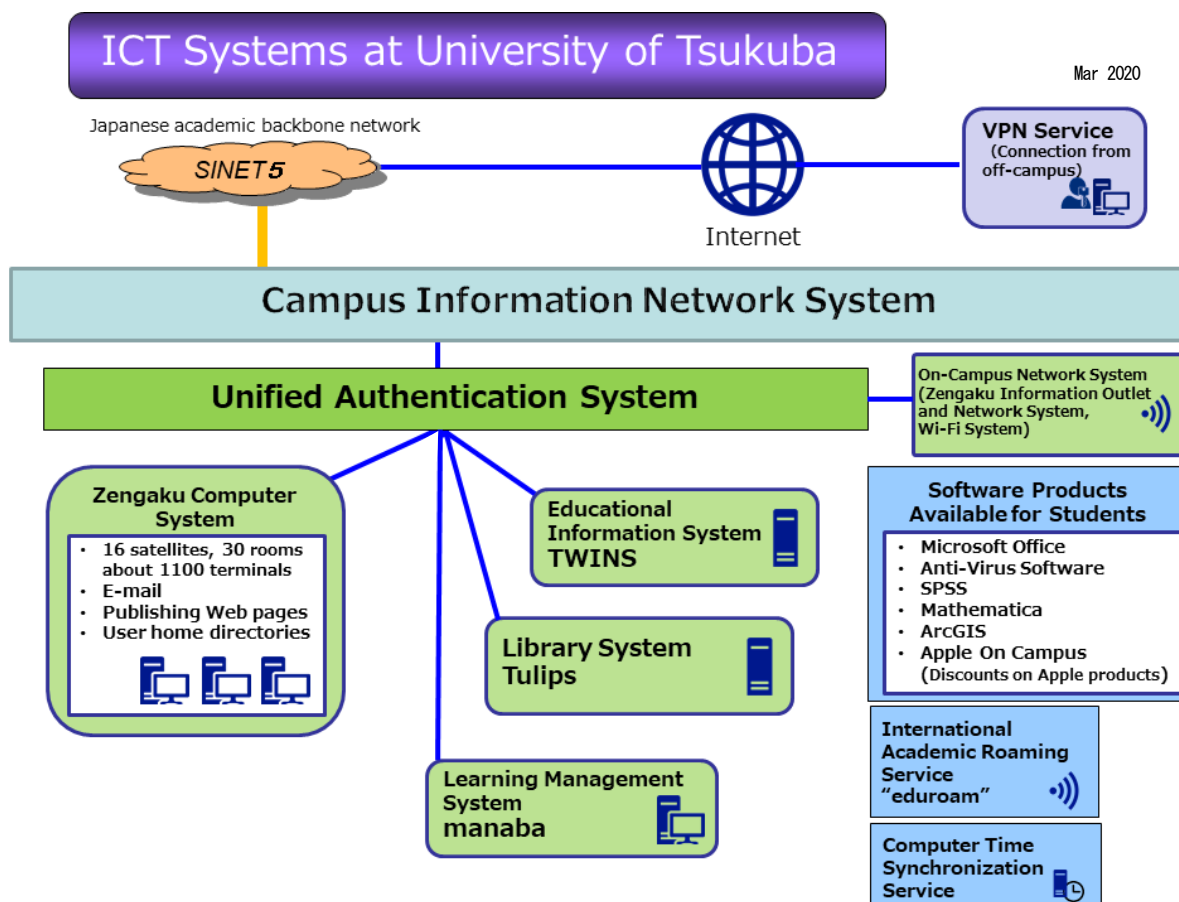 ICT Systems at University of Tsukuba
Mar 2020
Japanese academic backbone network
SINET5
Internet
VPN Service
(Connection from
off-campus)
Campus Information Network System
Unified Authentication System
On-Campus Network System
(Zengaku Information Outlet
and Network System,
Wi-Fi System)
Zengaku Computer
System
• 16 satellites, 30 rooms
about 1100 terminals
• E-mail
• Publishing Web pages
• User home directories
Educational
Information System
TWINS
Library System
Tulips
Learning Management
System
manaba
Software Products
Available for Students
• Microsoft Office
• Anti-Virus Software
• SPSS
• Mathematica
• ArcGIS
• Apple On Campus
(Discounts on Apple products)
International
Academic Roaming
Service
“eduroam”
Computer Time
Synchronization
Service